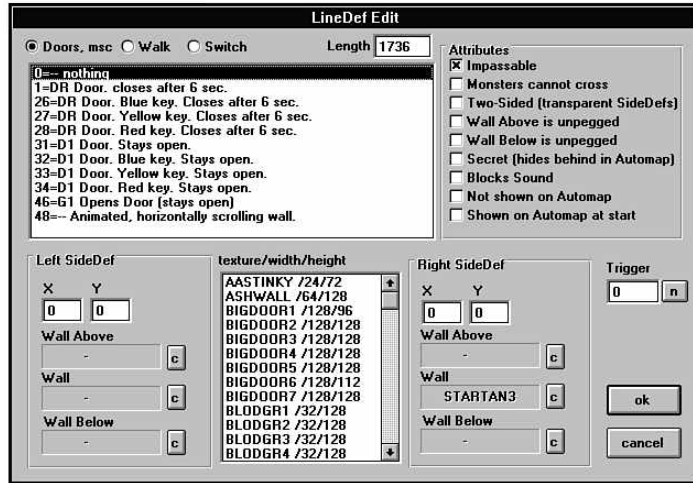 LineDef Edit
Doors, msc Walk Switch Length 1736
0=-- nothing
1=DR Door. closes after 6 sec.
26=DR Door. Blue key. Closes after 6 sec.
27=DR Door. Yellow key. Closes after 6 sec.
28=DR Door. Red key. Closes after 6 sec.
31=D1 Door. Stays open.
32=D1 Door. Blue key. Stays open.
33=D1 Door. Yellow key. Stays open.
34=D1 Door. Red key. Stays open.
46=G1 Opens Door (stays open)
48=-- Animated, horizontally scrolling wall.
Attributes
Impassable
Monsters cannot cross
Two-Sided (transparent SideDefs)
Wall Above is unpegged
Wall Below is unpegged
Secret (hides behind in Automap)
Blocks Sound
Not shown on Automap
Shown on Automap at start
Left SideDef
X Y
0 0
Wall Above
- c
Wall
- c
Wall Below
- c
texture/width/height
AASTINKY /24/72
ASHWALL /64/128
BIGDOOR1 /128/96
BIGDOOR2 /128/128
BIGDOOR3 /128/128
BIGDOOR4 /128/128
BIGDOOR5 /128/128
BIGDOOR6 /128/112
BIGDOOR7 /128/128
BLODGR1 /32/128
BLODGR2 /32/128
BLODGR3 /32/128
BLODGR4 /32/128
Right SideDef
X Y
0 0
Wall Above
- c
Wall
STARTAN3 c
Wall Below
- c
Trigger
0 n
ok
cancel